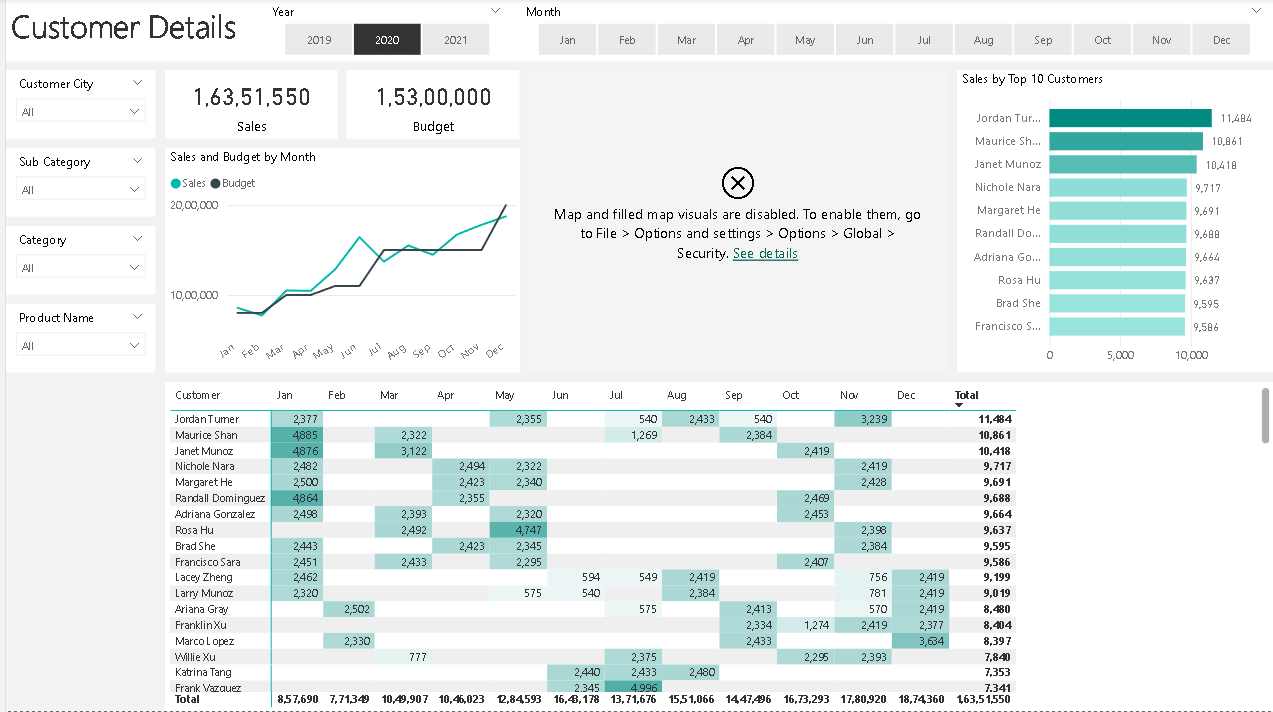 Customer Details
Year
2019 2020 2021
Month
Jan Feb Mar Apr May Jun Jul Aug Sep Oct Nov Dec
Customer City
All
Sub Category
All
Category
All
Product Name
All
1,63,51,550
Sales
1,53,00,000
Budget
Sales and Budget by Month
Sales Budget
20,00,000
10,00,000
Jan Feb Mar Apr May Jun Jul Aug Sep Oct Nov Dec
Map and filled map visuals are disabled. To enable them, go
to File > Options and settings > Options > Global >
Security. See details
Sales by Top 10 Customers
Jordan Tur... 11,484
Maurice Sh... 10,861
Janet Munoz 10,418
Nichole Nara 9,717
Margaret He 9,691
Randall Do... 9,688
Adriana Go... 9,664
Rosa Hu 9,637
Brad She 9,595
Francisco S... 9,586
0 5,000 10,000
Customer Jan Feb Mar Apr May Jun Jul Aug Sep Oct Nov Dec Total
Jordan Turner 2,377 2,355 540 2,433 540 3,239 11,484
Maurice Shan 4,885 2,322 1,269 2,384 10,861
Janet Munoz 4,876 3,122 2,419 10,418
Nichole Nara 2,482 2,494 2,322 2,419 9,717
Margaret He 2,500 2,423 2,340 2,428 9,691
Randall Dominguez 4,864 2,355 2,469 9,688
Adriana Gonzalez 2,498 2,393 2,320 2,453 9,664
Rosa Hu 2,492 4,747 2,398 9,637
Brad She 2,443 2,423 2,345 2,384 9,595
Francisco Sara 2,451 2,433 2,295 2,407 9,586
Lacey Zheng 2,462 594 549 2,419 756 2,419 9,199
Larry Munoz 2,320 575 540 2,384 781 2,419 9,019
Ariana Gray 2,502 575 2,413 570 2,419 8,480
Franklin Xu 2,334 1,274 2,419 2,377 8,404
Marco Lopez 2,330 2,433 3,634 8,397
Willie Xu 777 2,375 2,295 2,393 7,840
Katrina Tang 2,440 2,433 2,480 7,353
Frank Vazquez 2,345 4,996 7,341
Total 8,57,690 7,71,349 10,49,907 10,46,023 12,84,593 16,43,178 13,71,676 15,51,066 14,47,496 16,73,293 17,80,920 18,74,360 1,63,51,550